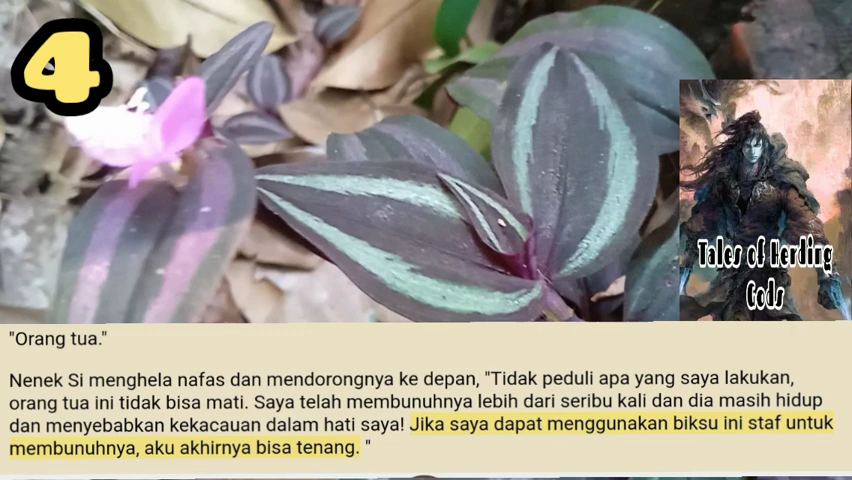 4
Tales of Herding
Gods
"Orang tua."
Nenek Si menghela nafas dan mendorongnya ke depan, "Tidak peduli apa yang saya lakukan,
orang tua ini tidak bisa mati. Saya telah membunuhnya lebih dari seribu kali dan dia masih hidup
dan menyebabkan kekacauan dalam hati saya! Jika saya dapat menggunakan biksu ini staf untuk
membunuhnya, aku akhirnya bisa tenang. "